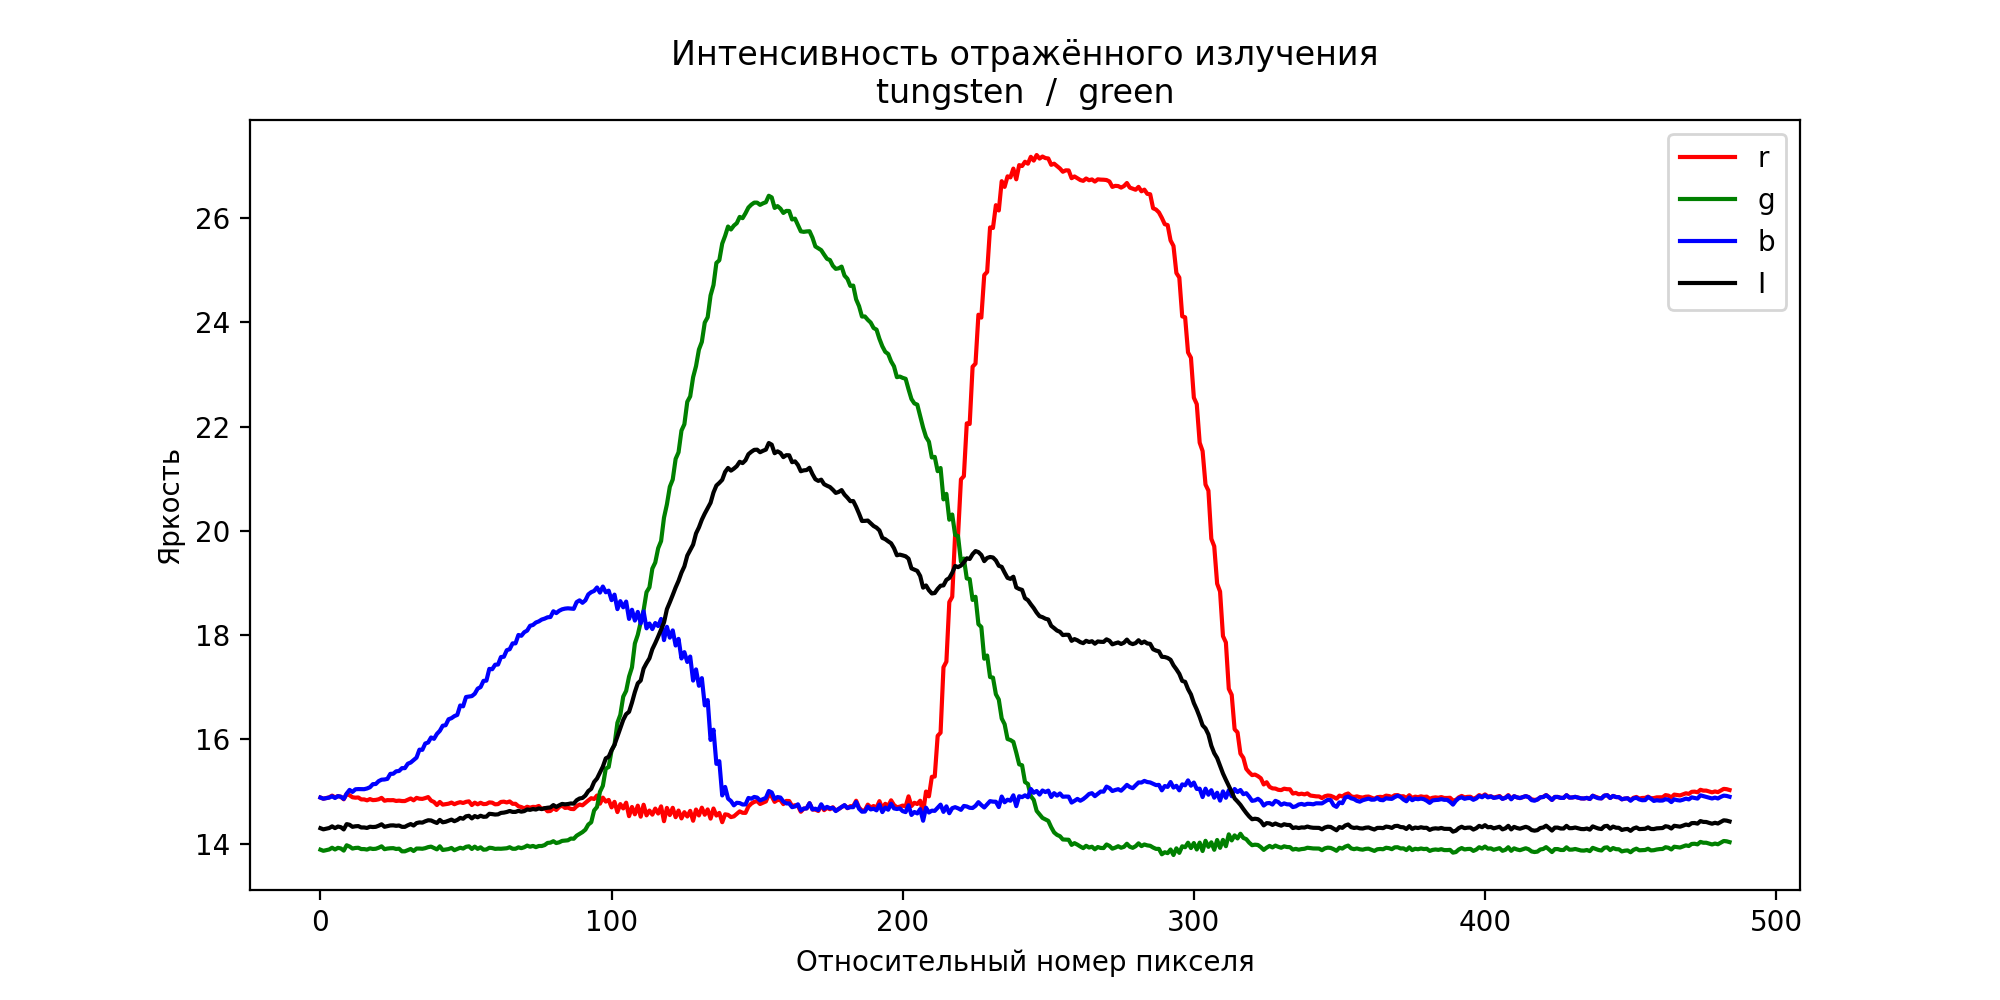 Интенсивность отражённого излучения
tungsten / green
r
g
b
l
26
24
22
20
18
16
14
Яркость
0 100 200 300 400 500
Относительный номер пикселя